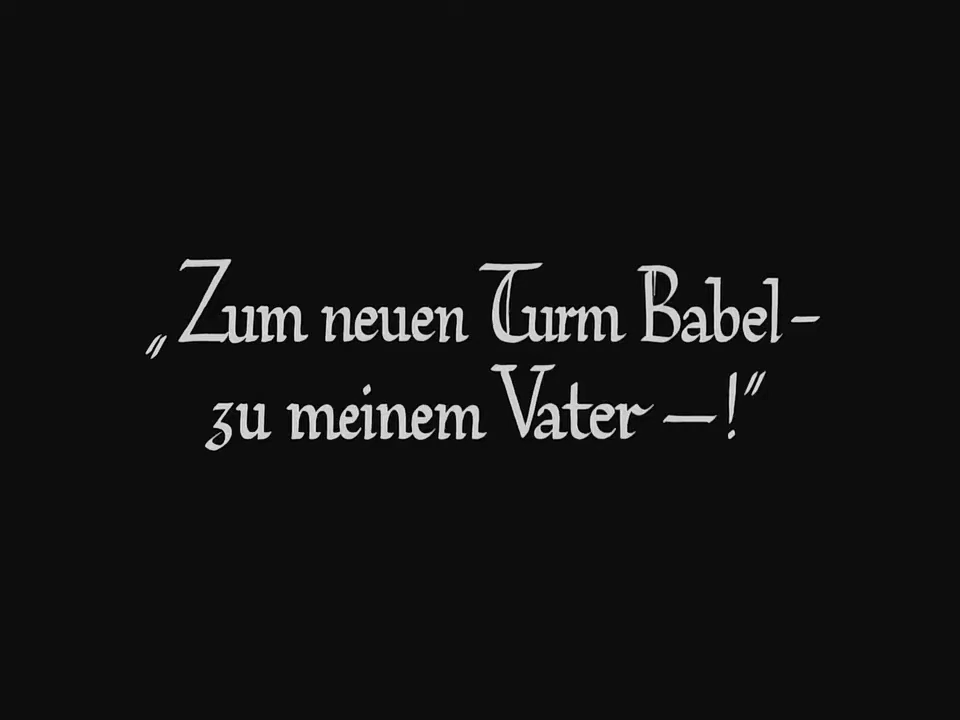 „Zum neuen Turm Babel –
zu meinem Vater — !"